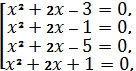 x² + 2x − 3 = 0,
x² + 2x − 1 = 0,
x² + 2x − 5 = 0,
x² + 2x + 1 = 0,